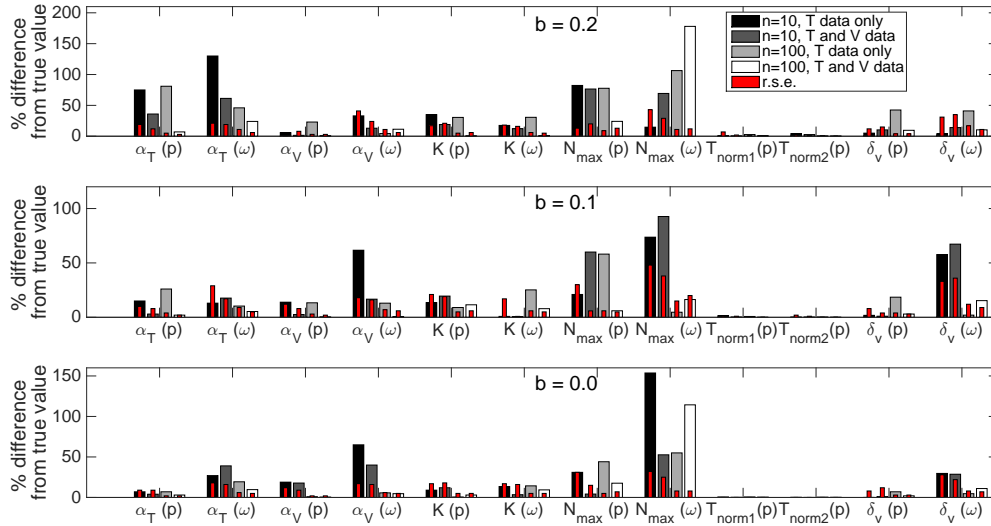 b = 0.2
n=10, T data only
n=10, T and V data
n=100, T data only
n=100, T and V data
r.s.e.
% difference
from true value
200
150
100
50
0
α_T (p) α_T (ω) α_V (p) α_V (ω) K (p) K (ω) N_max (p) N_max (ω) T_norm1 (p) T_norm2 (p) δ_v (p) δ_v (ω)
b = 0.1
% difference
from true value
100
50
0
α_T (p) α_T (ω) α_V (p) α_V (ω) K (p) K (ω) N_max (p) N_max (ω) T_norm1 (p) T_norm2 (p) δ_v (p) δ_v (ω)
b = 0.0
% difference
from true value
150
100
50
0
α_T (p) α_T (ω) α_V (p) α_V (ω) K (p) K (ω) N_max (p) N_max (ω) T_norm1 (p) T_norm2 (p) δ_v (p) δ_v (ω)